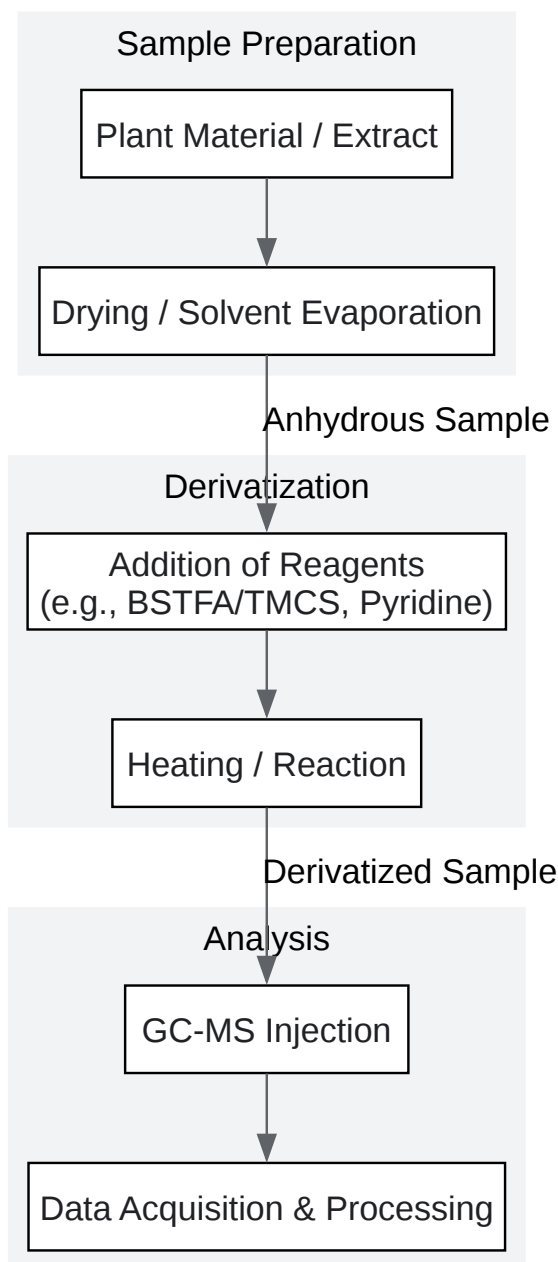 Sample Preparation
Plant Material / Extract
Drying / Solvent Evaporation
Anhydrous Sample
Derivatization
Addition of Reagents
(e.g., BSTFA/TMCS, Pyridine)
Heating / Reaction
Derivatized Sample
Analysis
GC-MS Injection
Data Acquisition & Processing